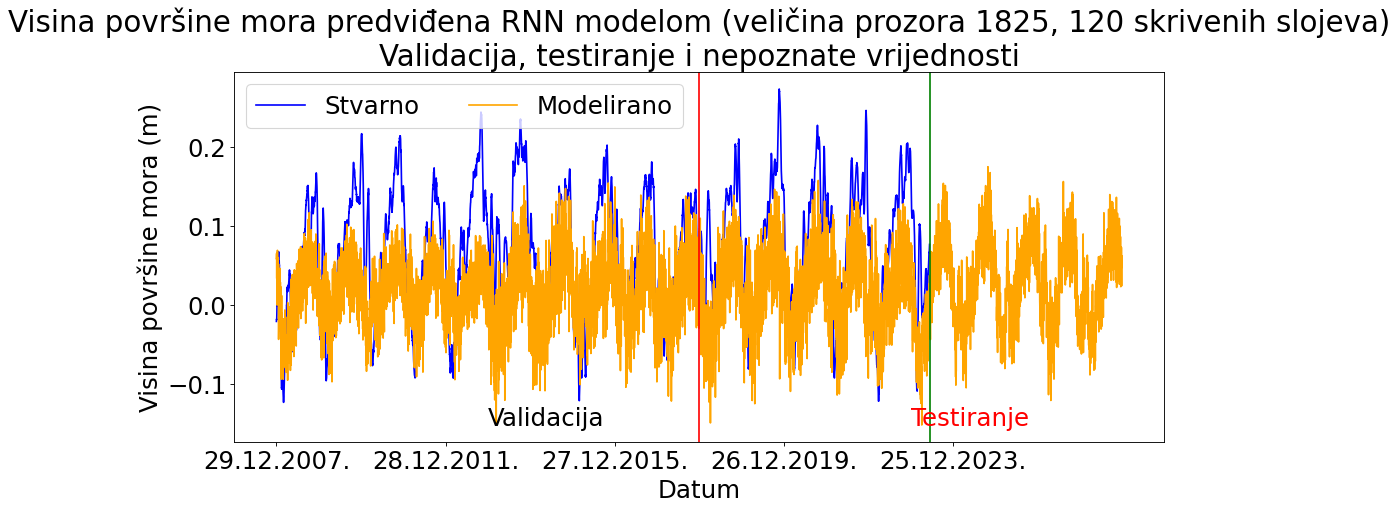 Visina površine mora predviđena RNN modelom (veličina prozora 1825, 120 skrivenih slojeva)
Validacija, testiranje i nepoznate vrijednosti
Stvarno
Modelirano
Visina površine mora (m)
0.2
0.1
0.0
−0.1
Validacija
Testiranje
29.12.2007.
28.12.2011.
27.12.2015.
26.12.2019.
25.12.2023.
Datum